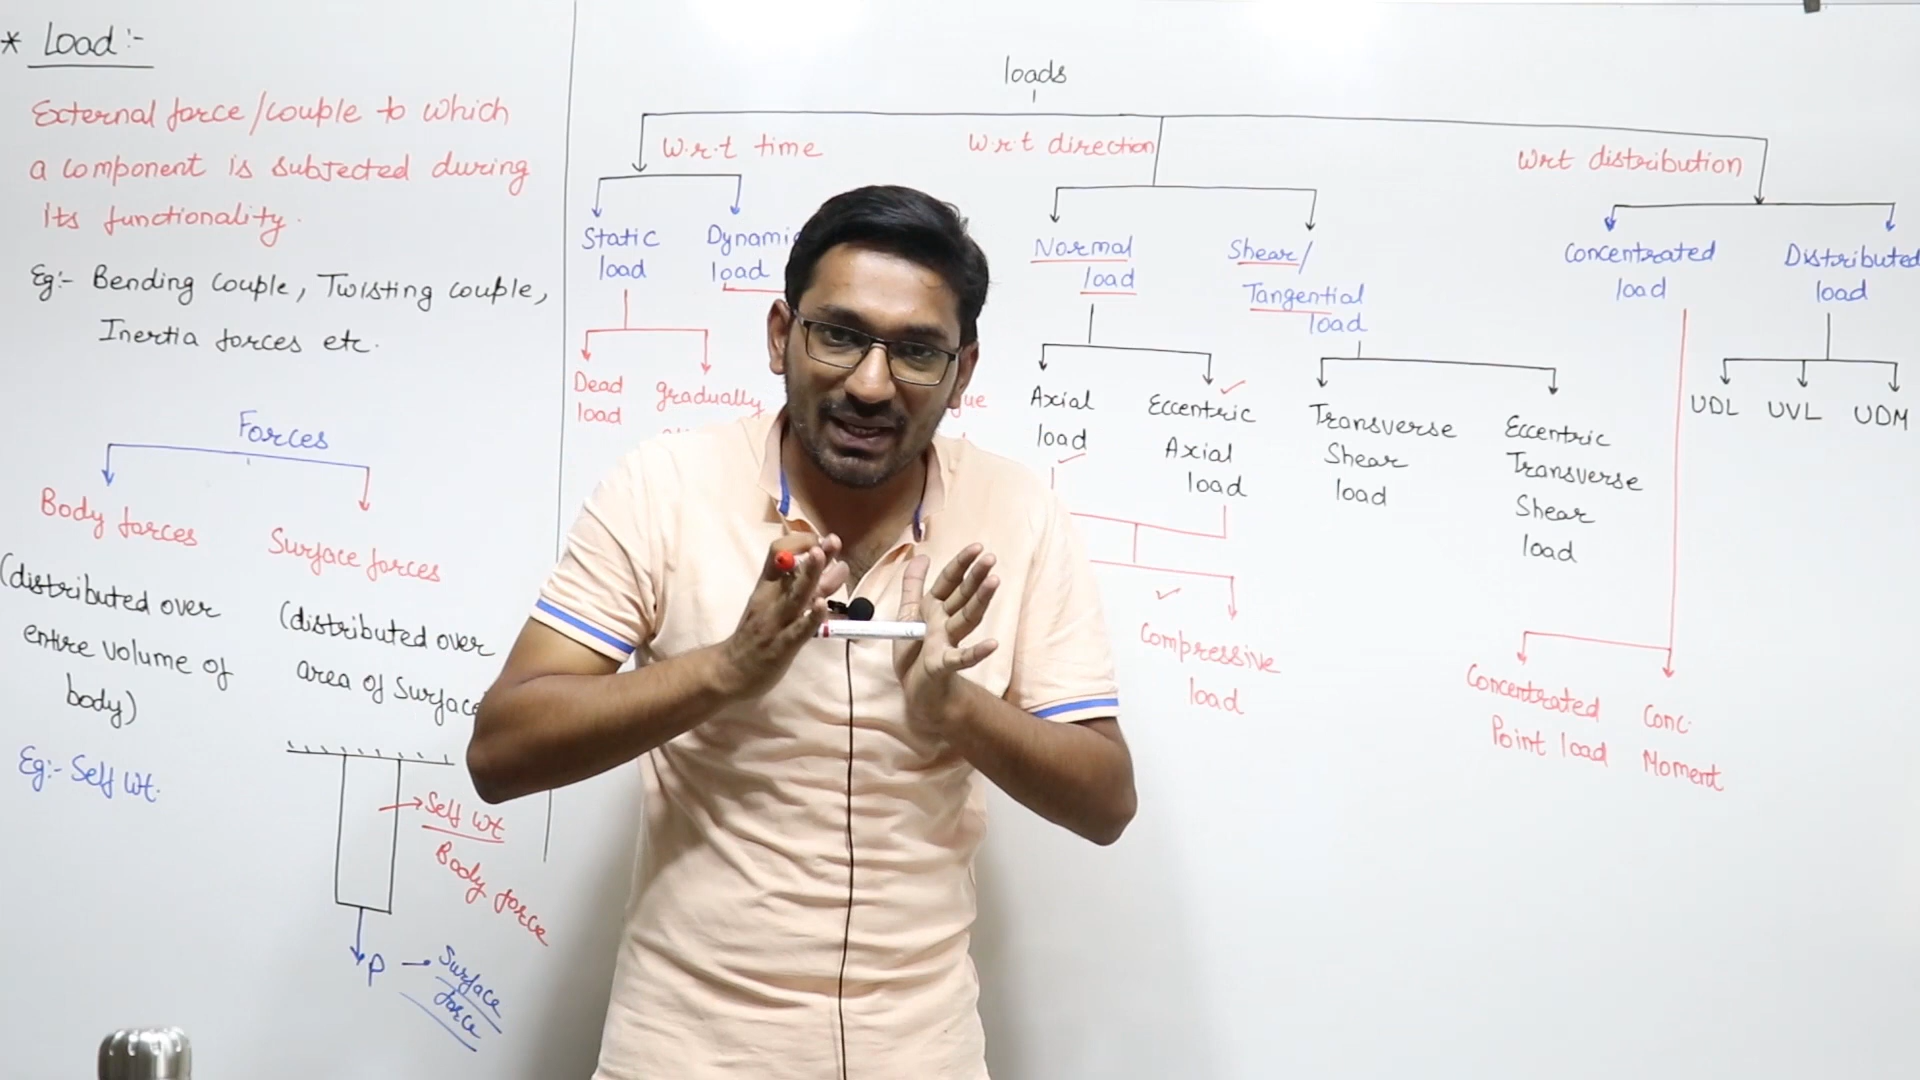 * Load :-
External force/couple to which
a component is subjected during
its functionality.
Eg:- Bending couple, Twisting couple,
Inertia forces etc.
Forces
Body forces
(distributed over
entire volume of
body)
Eg:- Self wt.
Surface forces
(distributed over
area of Surface
Self wt
Body force
P → Surface
force
loads
W.r.t time
W.r.t direction
Wrt distribution
Static
load
Dynamic
load
Dead
load
gradually
Normal
load
Shear/
Tangential
load
Axial
load
Eccentric
Axial
load
Compressive
load
Transverse
Shear
load
Eccentric
Transverse
Shear
load
Concentrated
load
Distributed
load
UDL UVL UDM
Concentrated
Point load
Conc.
Moment